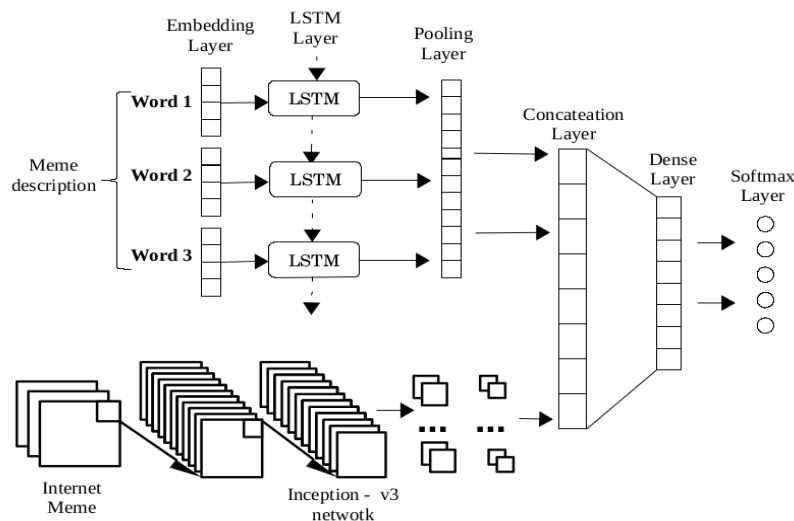 Embedding
Layer
LSTM
Layer
Pooling
Layer
Word 1
LSTM
Concateation
Layer
Meme
description
Word 2
LSTM
Dense
Layer
Softmax
Layer
Word 3
LSTM
...
...
Internet
Meme
Inception - v3
netwotk